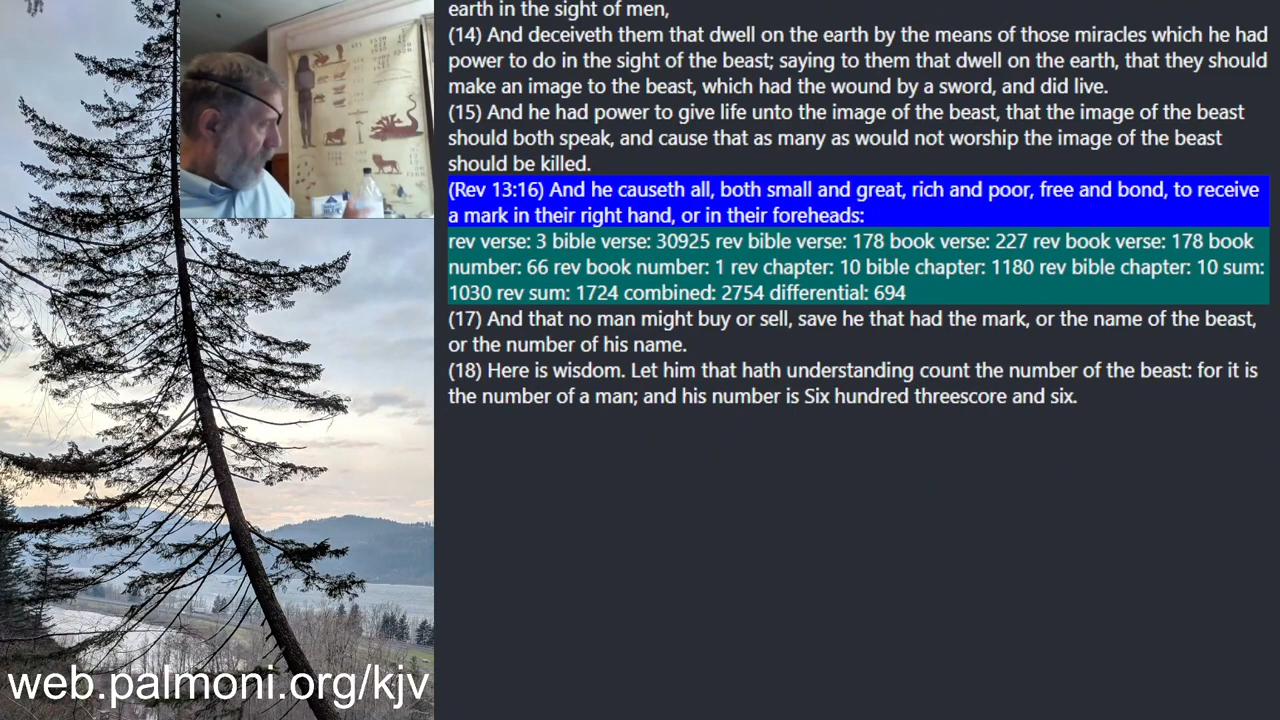 earth in the sight of men,
(14) And deceiveth them that dwell on the earth by the means of those miracles which he had
power to do in the sight of the beast; saying to them that dwell on the earth, that they should
make an image to the beast, which had the wound by a sword, and did live.
(15) And he had power to give life unto the image of the beast, that the image of the beast
should both speak, and cause that as many as would not worship the image of the beast
should be killed.
(Rev 13:16) And he causeth all, both small and great, rich and poor, free and bond, to receive
a mark in their right hand, or in their foreheads:
rev verse: 3 bible verse: 30925 rev bible verse: 178 book verse: 227 rev book verse: 178 book
number: 66 rev book number: 1 rev chapter: 10 bible chapter: 1180 rev bible chapter: 10 sum:
1030 rev sum: 1724 combined: 2754 differential: 694
(17) And that no man might buy or sell, save he that had the mark, or the name of the beast,
or the number of his name.
(18) Here is wisdom. Let him that hath understanding count the number of the beast: for it is
the number of a man; and his number is Six hundred threescore and six.
web.palmoni.org/kjv